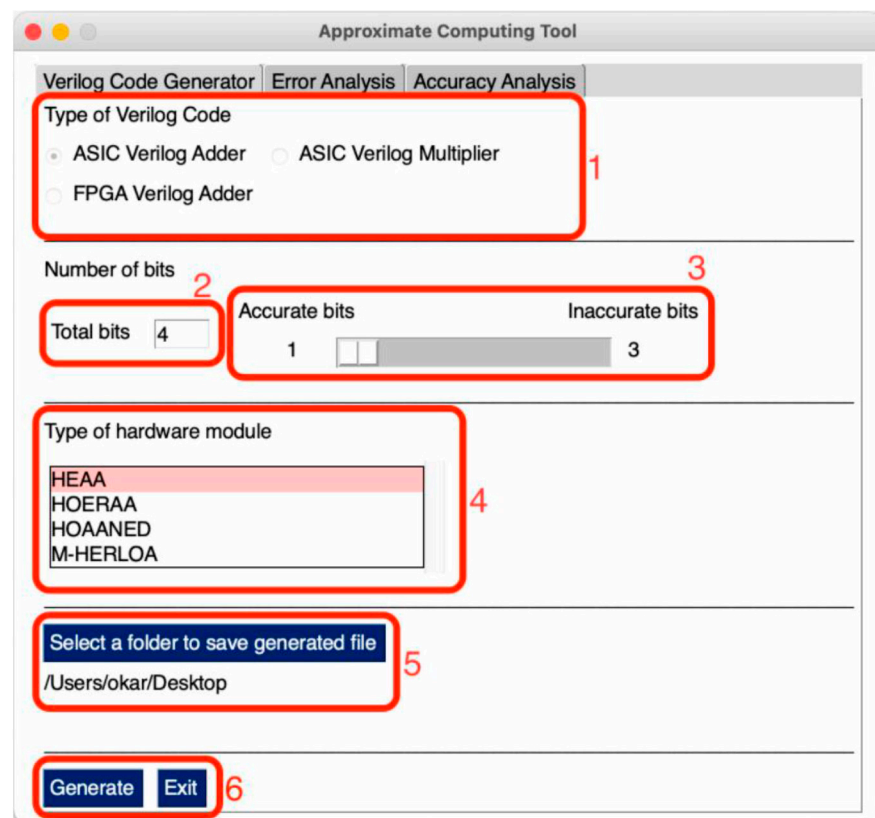 Approximate Computing Tool
Verilog Code Generator Error Analysis Accuracy Analysis
Type of Verilog Code
ASIC Verilog Adder ASIC Verilog Multiplier
1
FPGA Verilog Adder
Number of bits
2
3
Accurate bits Inaccurate bits
Total bits 4
1 3
Type of hardware module
HEAA
HOERAA
HOAANED
M-HERLOA
4
Select a folder to save generated file
5
/Users/okar/Desktop
Generate Exit 6